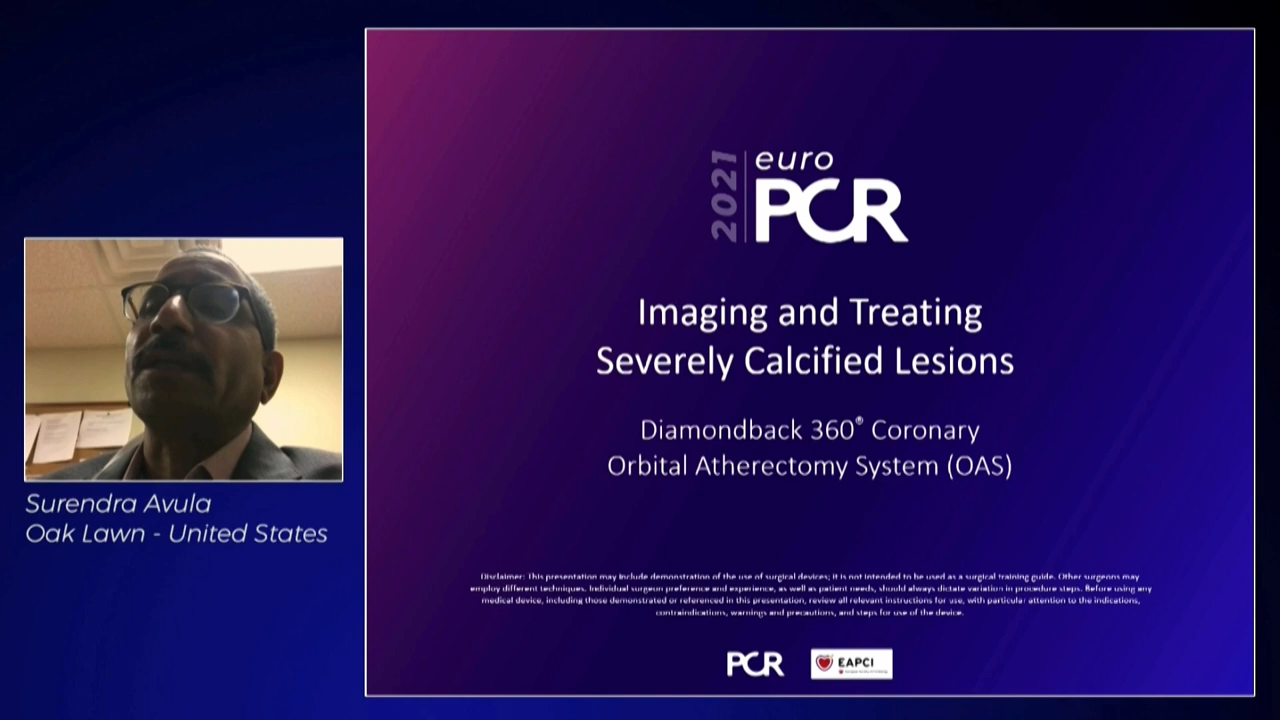 2021
euro
PCR
Imaging and Treating
Severely Calcified Lesions
Diamondback 360® Coronary
Orbital Atherectomy System (OAS)
Surendra Avula
Oak Lawn - United States
Disclaimer: This presentation may include demonstration of the use of surgical devices; it is not intended to be used as a surgical training guide. Other surgeons may
employ different techniques. Individual surgeon preference and experience, as well as patient needs, should always dictate variation in procedure steps. Before using any
medical device, including those demonstrated or referenced in this presentation, review all relevant instructions for use, with particular attention to the indications,
contraindications, warnings and precautions, and steps for use of the device.
PCR
EAPCI